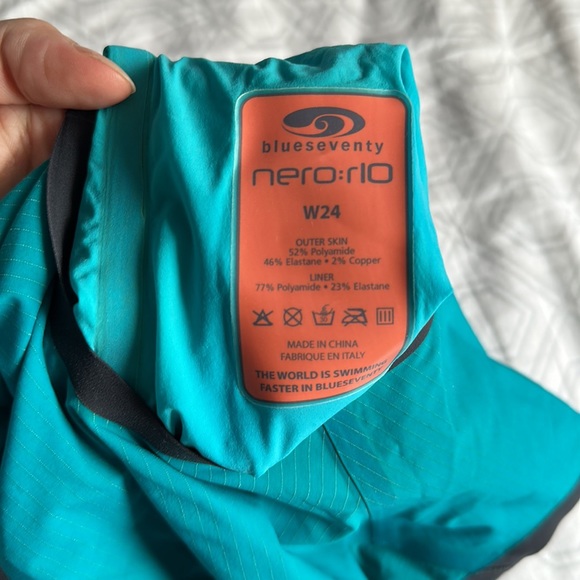 blueseventy
nero:r10
W24
OUTER SKIN
52% Polyamide
46% Elastane • 2% Copper
LINER
77% Polyamide • 23% Elastane
MADE IN CHINA
FABRIQUE EN ITALY
THE WORLD IS SWIMMING
FASTER IN BLUESEVENTY